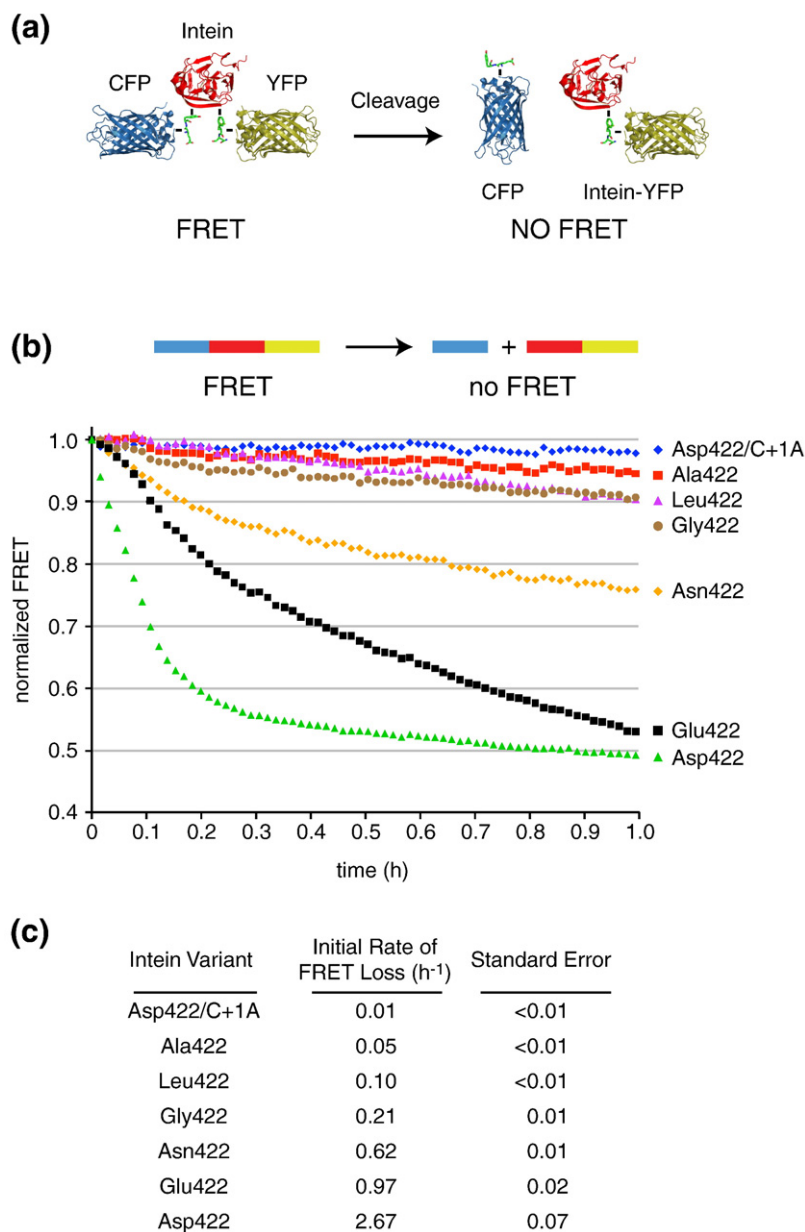 (a)
Intein
CFP
YFP
Cleavage
CFP
Intein-YFP
FRET
NO FRET
(b)
+
FRET
no FRET
1.0
0.9
0.8
0.7
0.6
0.5
0.4
normalized FRET
0 0.1 0.2 0.3 0.4 0.5 0.6 0.7 0.8 0.9 1.0
time (h)
Asp422/C+1A
Ala422
Leu422
Gly422
Asn422
Glu422
Asp422
(c)
Intein Variant
Initial Rate of
FRET Loss (h⁻¹)
Standard Error
Asp422/C+1A 0.01 <0.01
Ala422 0.05 <0.01
Leu422 0.10 <0.01
Gly422 0.21 0.01
Asn422 0.62 0.01
Glu422 0.97 0.02
Asp422 2.67 0.07